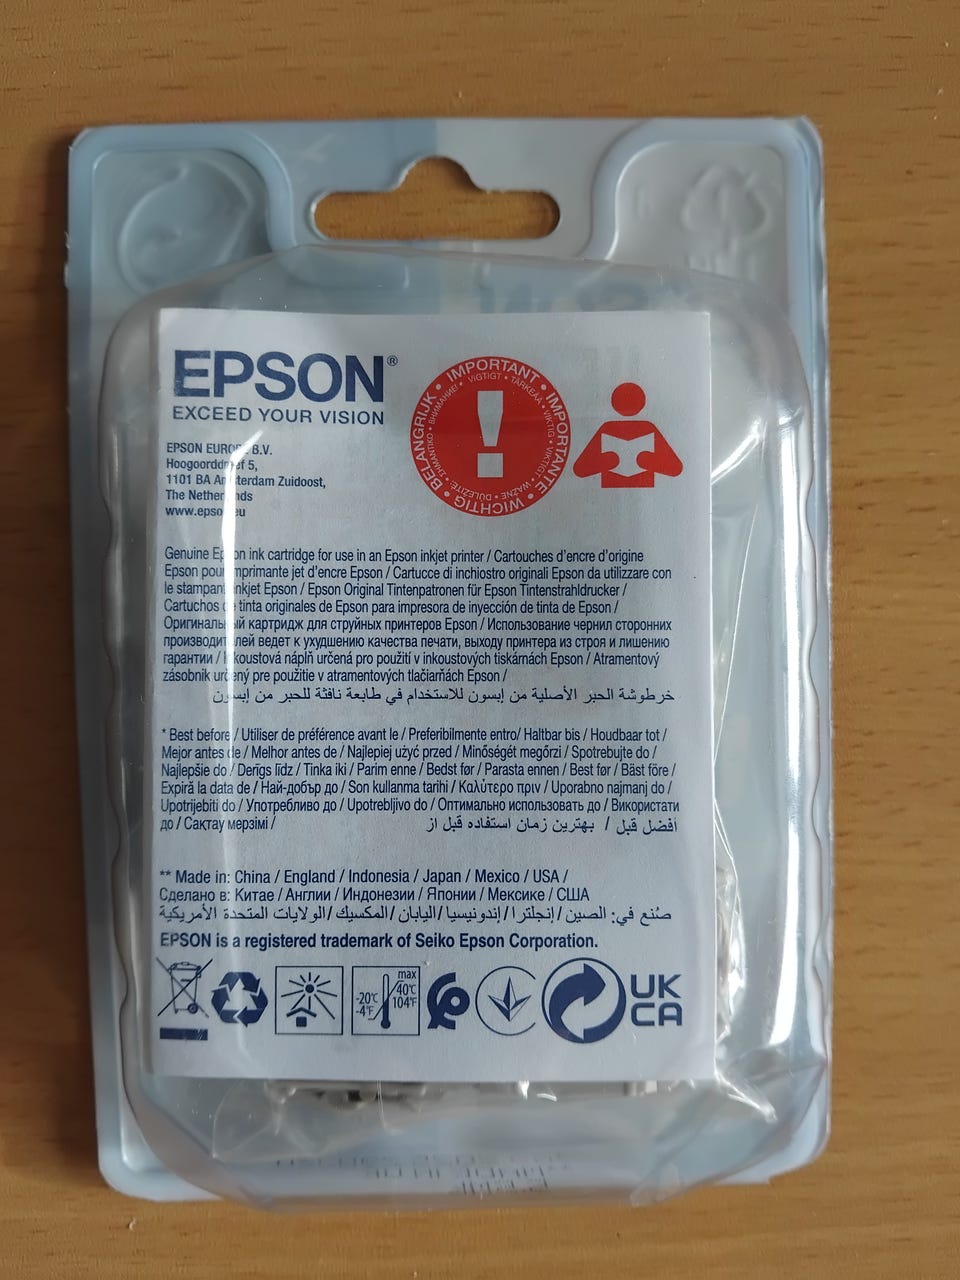 EPSON®
EXCEED YOUR VISION
EPSON EUROPE B.V.
Hoogoorddreef 5,
1101 BA Amsterdam Zuidoost,
The Netherlands
www.epson.eu
IMPORTANT • IMPORTANTE • WICHTIG • BELANGRIJK •
ВНИМАНИЕ! • VIGTIGT • TÄRKEÄÄ • VIKTIG • VIKTIGT • WAŻNE • DŮLEŽITÉ •
Genuine Epson ink cartridge for use in an Epson inkjet printer / Cartouches d'encre d'origine
Epson pour imprimante jet d'encre Epson / Cartucce di inchiostro originali Epson da utilizzare con
le stampanti inkjet Epson / Epson Original Tintenpatronen für Epson Tintenstrahldrucker /
Cartuchos de tinta originales de Epson para impresora de inyección de tinta de Epson /
Оригинальный картридж для струйных принтеров Epson / Использование чернил сторонних
производителей ведет к ухудшению качества печати, выходу принтера из строя и лишению
гарантии / Inkoustová náplň určená pro použití v inkoustových tiskárnách Epson / Atramentový
zásobník určený pre použitie v atramentových tlačiarňach Epson /
خرطوشة الحبر الأصلية من إبسون للاستخدام في طابعة نافثة للحبر من إبسون
* Best before / Utiliser de préférence avant le / Preferibilmente entro / Haltbar bis / Houdbaar tot /
Mejor antes de / Melhor antes de / Najlepiej użyć przed / Minőségét megőrzi / Spotrebujte do /
Najlepšie do / Derīgs līdz / Tinka iki / Parim enne / Bedst før / Parasta ennen / Best før / Bäst före /
Expiră la data de / Най-добър до / Son kullanma tarihi / Καλύτερο πριν / Uporabno najmanj do /
Upotrijebiti do / Употребливо до / Upotrebljivo do / Оптимально использовать до / Використати
до / Сақтау мерзімі / أفضل قبل / بهترین زمان استفاده قبل از
** Made in: China / England / Indonesia / Japan / Mexico / USA /
Сделано в: Китае / Англии / Индонезии / Японии / Мексике / США
صُنع في: الصين / إنجلترا / إندونيسيا / اليابان / المكسيك / الولايات المتحدة الأمريكية
EPSON is a registered trademark of Seiko Epson Corporation.
-20°C
-4°F
max
40°C
104°F
UK
CA